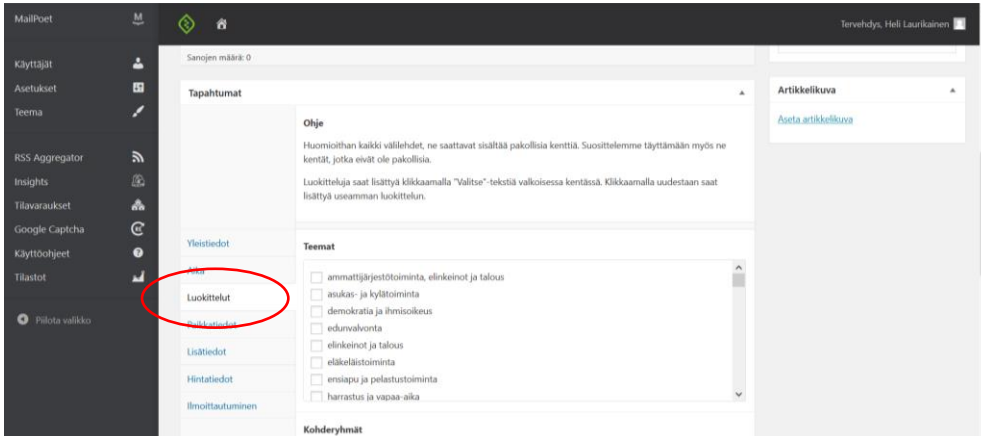 MailPoet
Käyttäjät
Asetukset
Teema
RSS Aggregator
Insights
Tilavaraukset
Google Captcha
Käyttöohjeet
Tilastot
Piilota valikko
Tervehdys, Heli Laurikainen
Sanojen määrä: 0
Tapahtumat
Ohje
Huomioithan kaikki välilehdet, ne saattavat sisältää pakollisia kenttiä. Suosittelemme täyttämään myös ne
kentät, jotka eivät ole pakollisia.
Luokitteluja saat lisättyä klikkaamalla "Valitse"-tekstiä valkoisessa kentässä. Klikkaamalla uudestaan saat
lisättyä useamman luokittelun.
Yleistiedot
Aika
Luokittelut
Paikkatiedot
Lisätiedot
Hintatiedot
Ilmoittautuminen
Teemat
ammattijärjestötoiminta, elinkeinot ja talous
asukas- ja kylätoiminta
demokratia ja ihmisoikeus
edunvalvonta
elinkeinot ja talous
eläkeläistoiminta
ensiapu ja pelastustoiminta
harrastus ja vapaa-aika
Kohderyhmät
Artikkelikuva
Aseta artikkelikuva